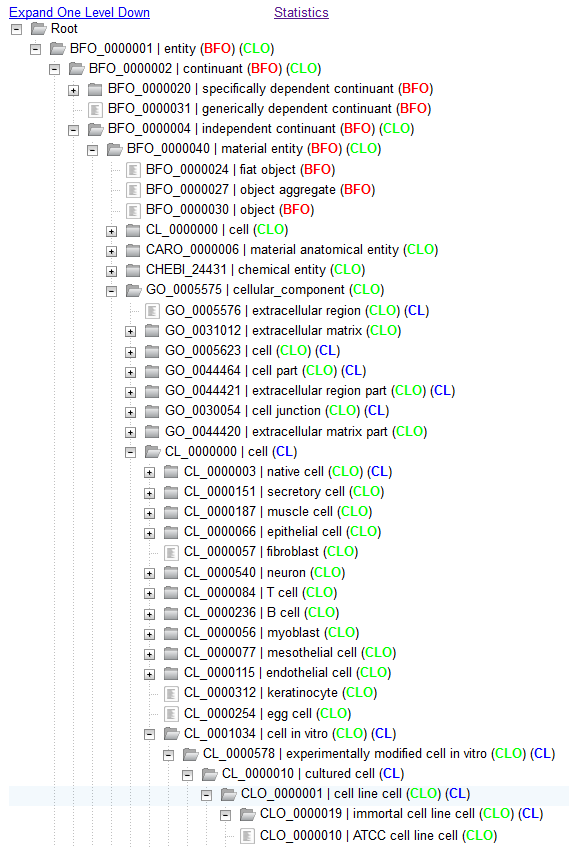 Expand One Level Down Statistics
Root
BFO_0000001 | entity (BFO) (CLO)
BFO_0000002 | continuant (BFO) (CLO)
BFO_0000020 | specifically dependent continuant (BFO)
BFO_0000031 | generically dependent continuant (BFO)
BFO_0000004 | independent continuant (BFO) (CLO)
BFO_0000040 | material entity (BFO) (CLO)
BFO_0000024 | fiat object (BFO)
BFO_0000027 | object aggregate (BFO)
BFO_0000030 | object (BFO)
CL_0000000 | cell (CLO)
CARO_0000006 | material anatomical entity (CLO)
CHEBI_24431 | chemical entity (CLO)
GO_0005575 | cellular_component (CLO)
GO_0005576 | extracellular region (CLO) (CL)
GO_0031012 | extracellular matrix (CLO)
GO_0005623 | cell (CLO) (CL)
GO_0044464 | cell part (CLO) (CL)
GO_0044421 | extracellular region part (CLO) (CL)
GO_0030054 | cell junction (CLO) (CL)
GO_0044420 | extracellular matrix part (CLO)
CL_0000000 | cell (CL)
CL_0000003 | native cell (CLO) (CL)
CL_0000151 | secretory cell (CLO)
CL_0000187 | muscle cell (CLO)
CL_0000066 | epithelial cell (CLO)
CL_0000057 | fibroblast (CLO)
CL_0000540 | neuron (CLO)
CL_0000084 | T cell (CLO)
CL_0000236 | B cell (CLO)
CL_0000056 | myoblast (CLO)
CL_0000077 | mesothelial cell (CLO)
CL_0000115 | endothelial cell (CLO)
CL_0000312 | keratinocyte (CLO)
CL_0000254 | egg cell (CLO)
CL_0001034 | cell in vitro (CLO) (CL)
CL_0000578 | experimentally modified cell in vitro (CLO) (CL)
CL_0000010 | cultured cell (CL)
CLO_0000001 | cell line cell (CLO) (CL)
CLO_0000019 | immortal cell line cell (CLO) (CL)
CLO_0000010 | ATCC cell line cell (CLO)